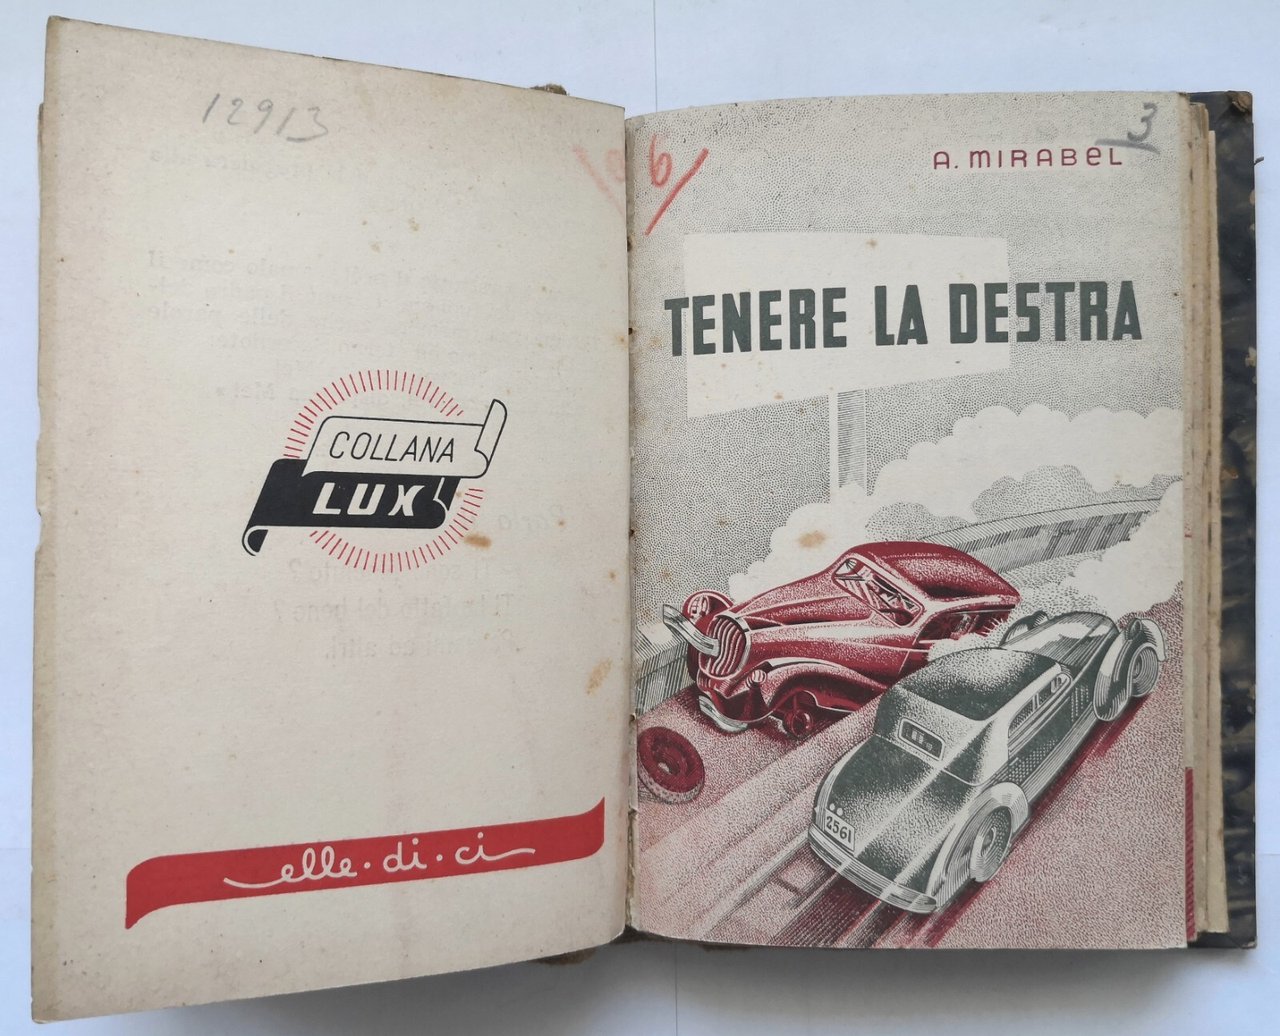 12913
COLLANA
LUX
elle·di·ci
6
3
A. MIRABEL
TENERE LA DESTRA
2561